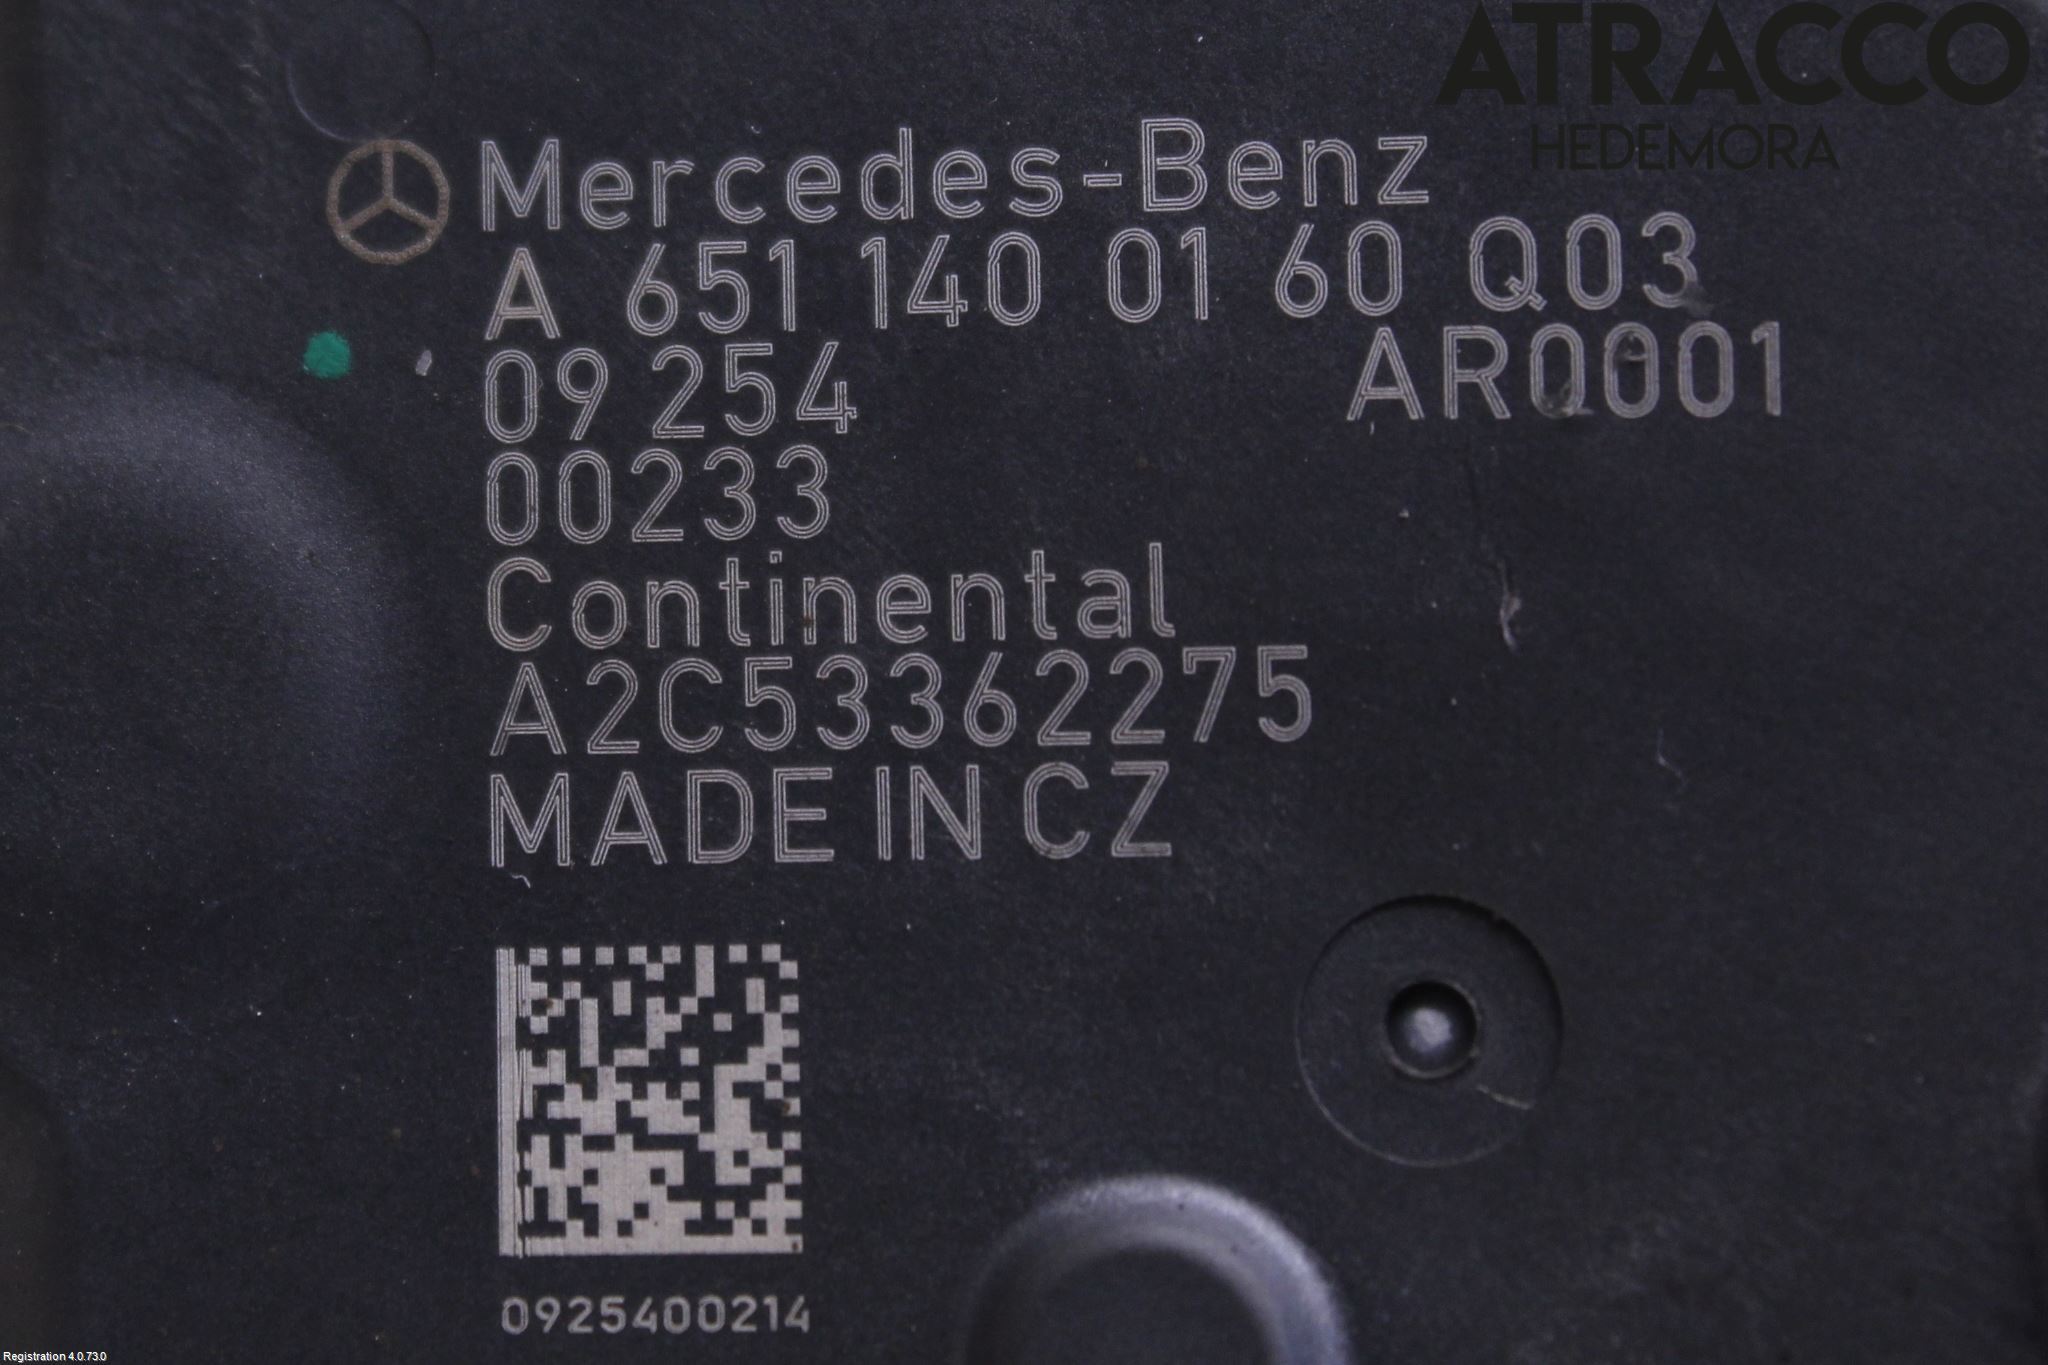 ATRACCO
HEDEMORA
Mercedes-Benz
A 651 140 01 60 Q03
09 254 AR0001
00233
Continental
A2C53362275
MADE IN CZ
0925400214
Registration 4.0.73.0